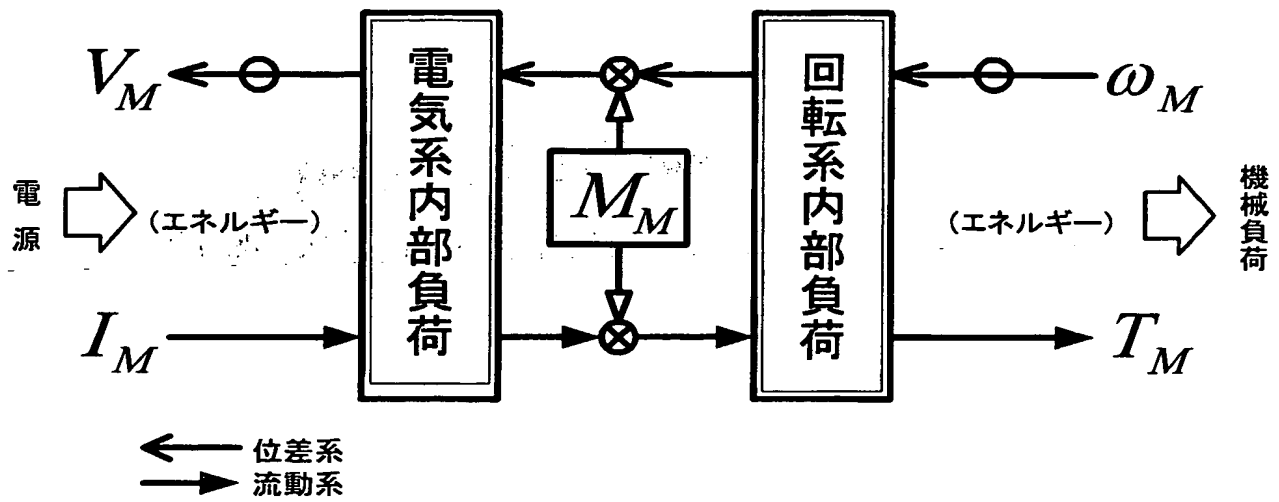 V_M
電気系内部負荷
回転系内部負荷
ω_M
電源
(エネルギー)
M_M
(エネルギー)
機械負荷
I_M
T_M
位差系
流動系